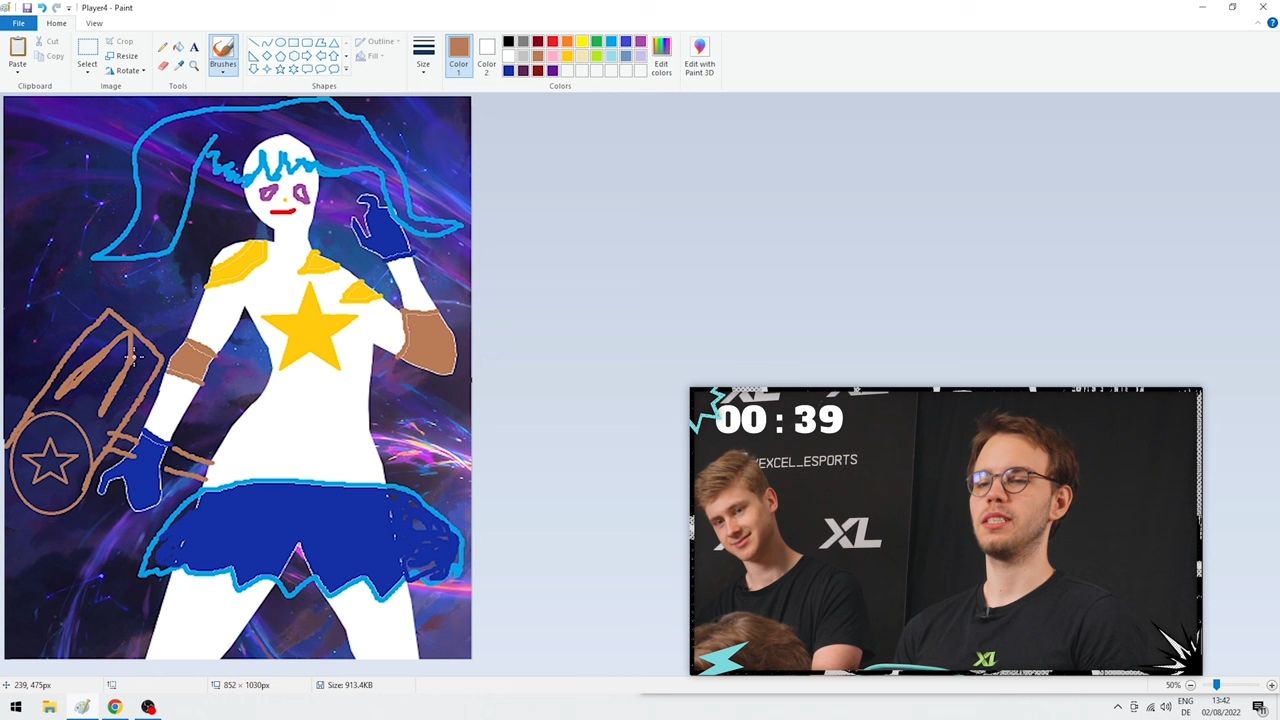 Player4 - Paint
File
Home
View
Paste
Cut
Copy
Clipboard
Select
Crop
Resize
Rotate
Image
A
Tools
Brushes
Outline
Fill
Shapes
Size
Color
1
Color
2
Edit
colors
Colors
Edit with
Paint 3D
00 : 39
/EXCEL_ESPORTS
XL
XL
239, 475px
852 × 1030px
Size: 913.4KB
50%
ENG
DE
13:42
02/08/2022